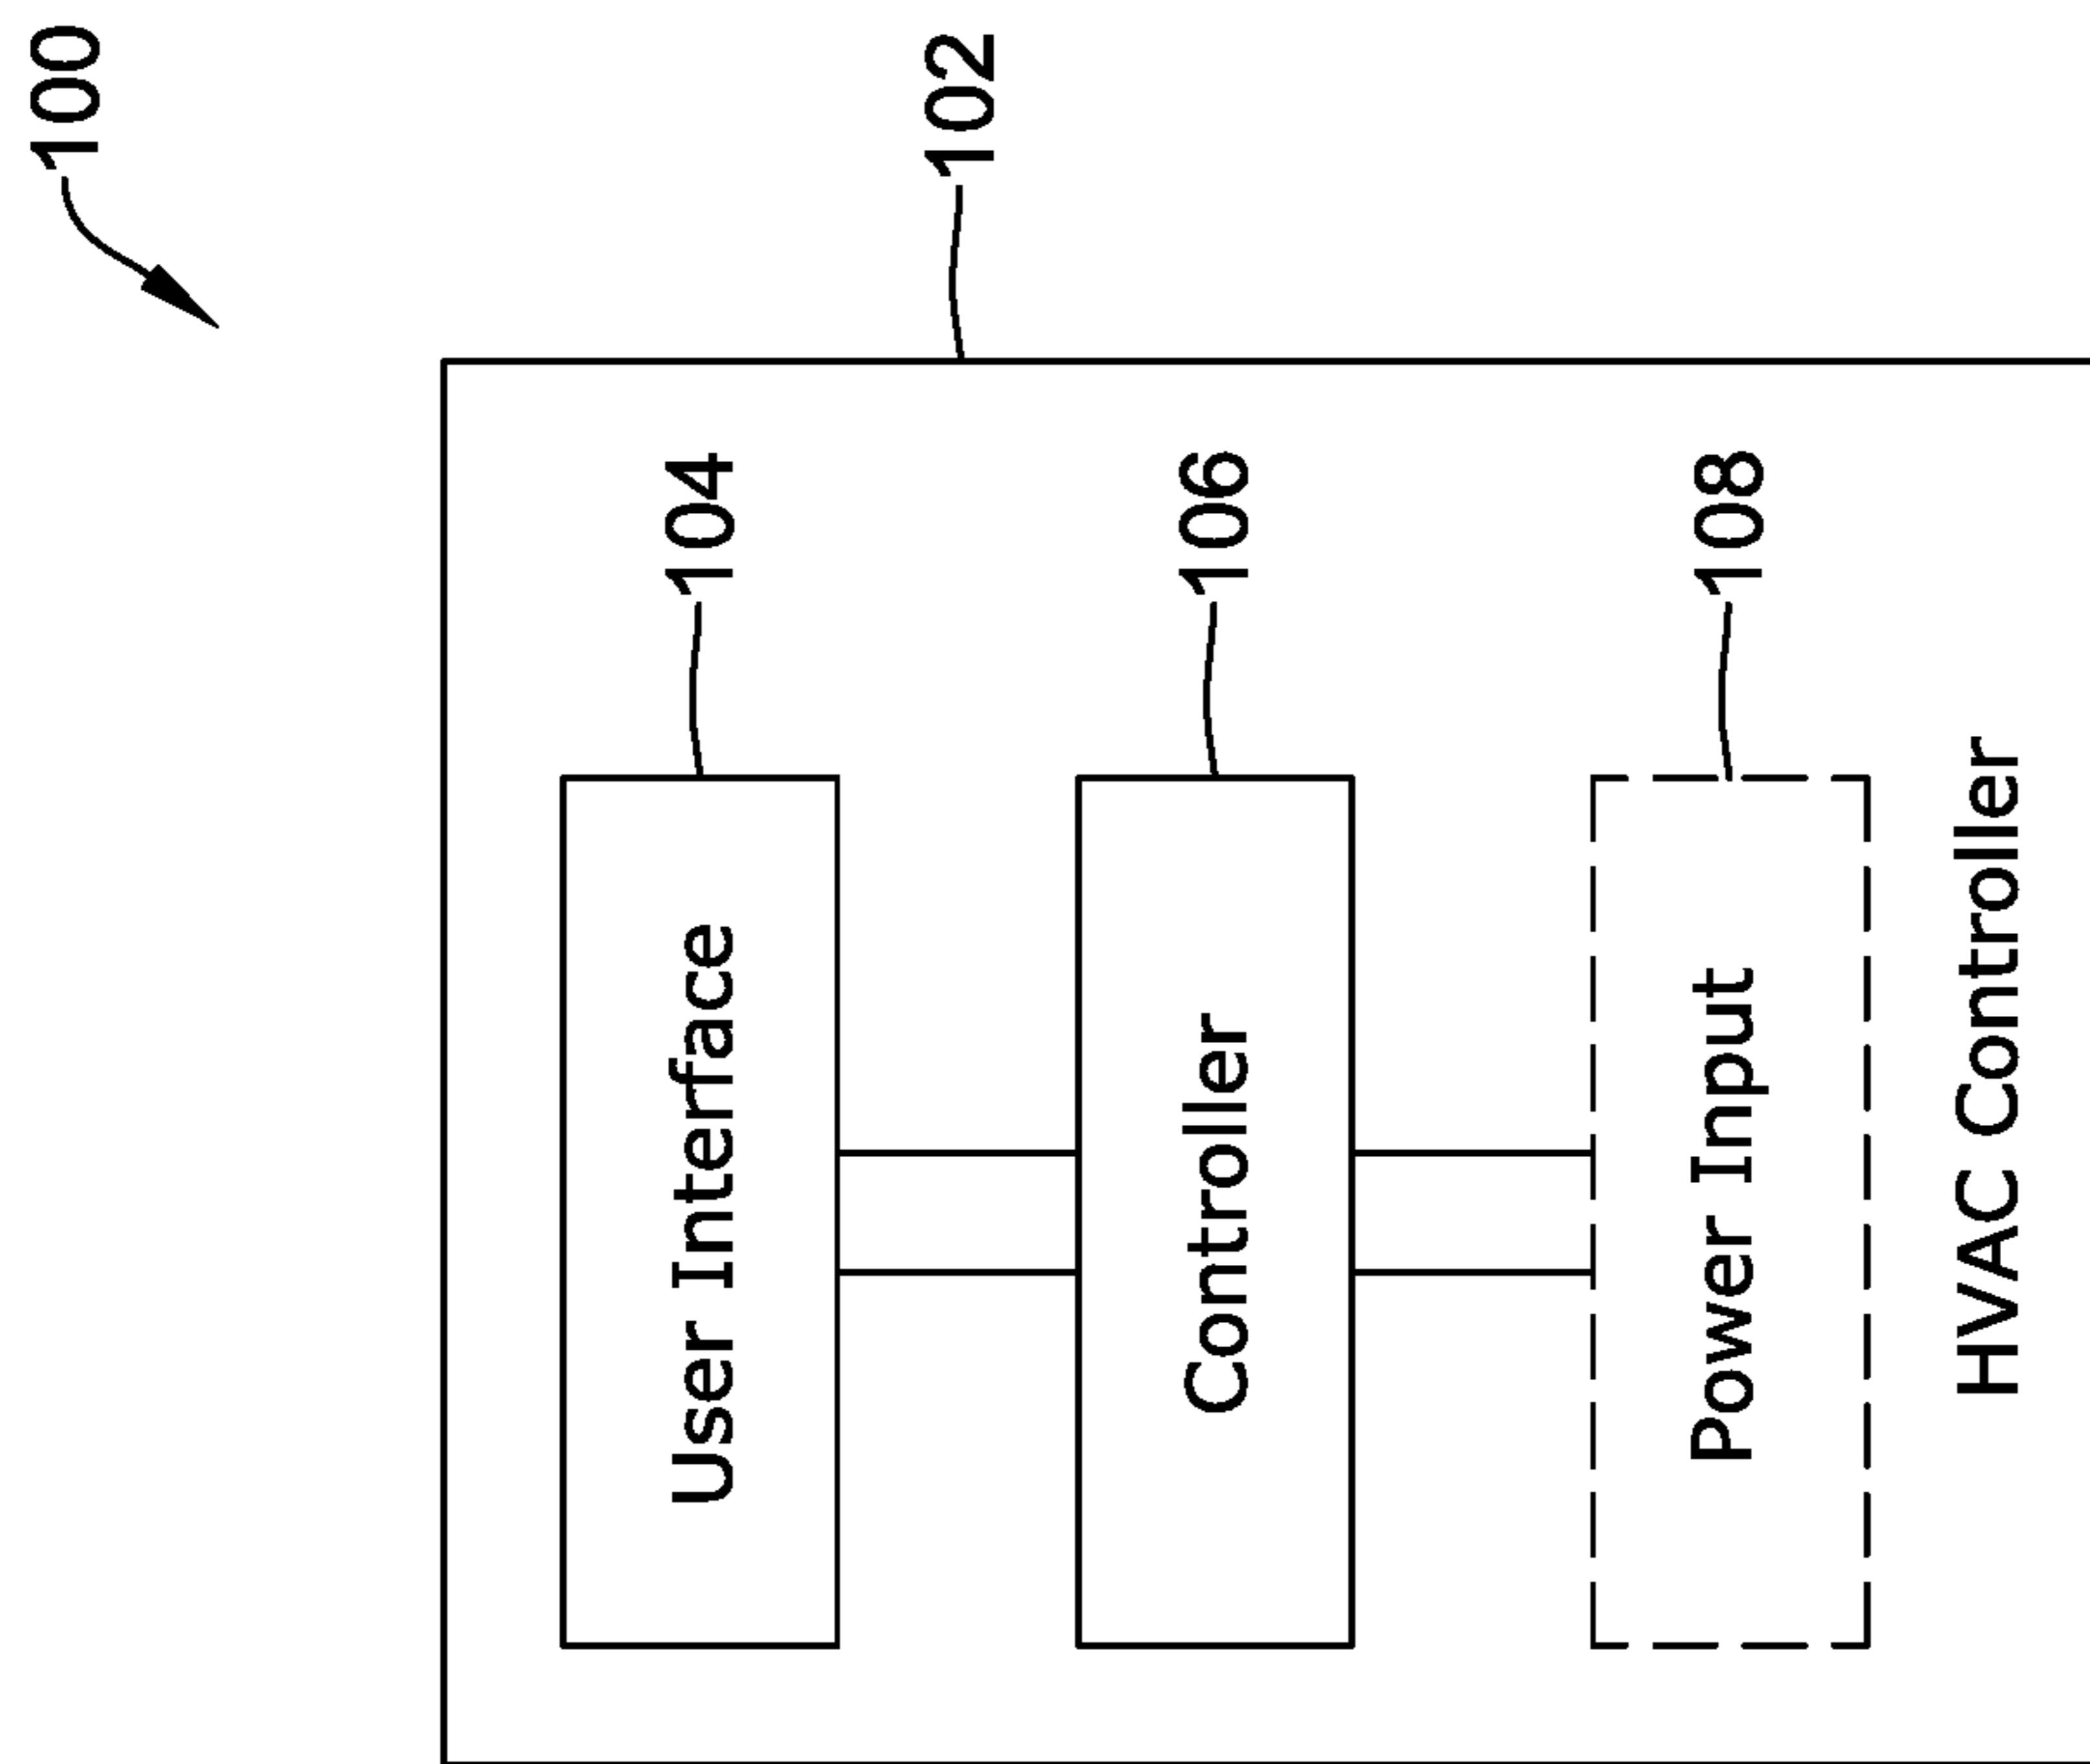 100
102
104
User Interface
106
Controller
108
Power Input
HVAC Controller